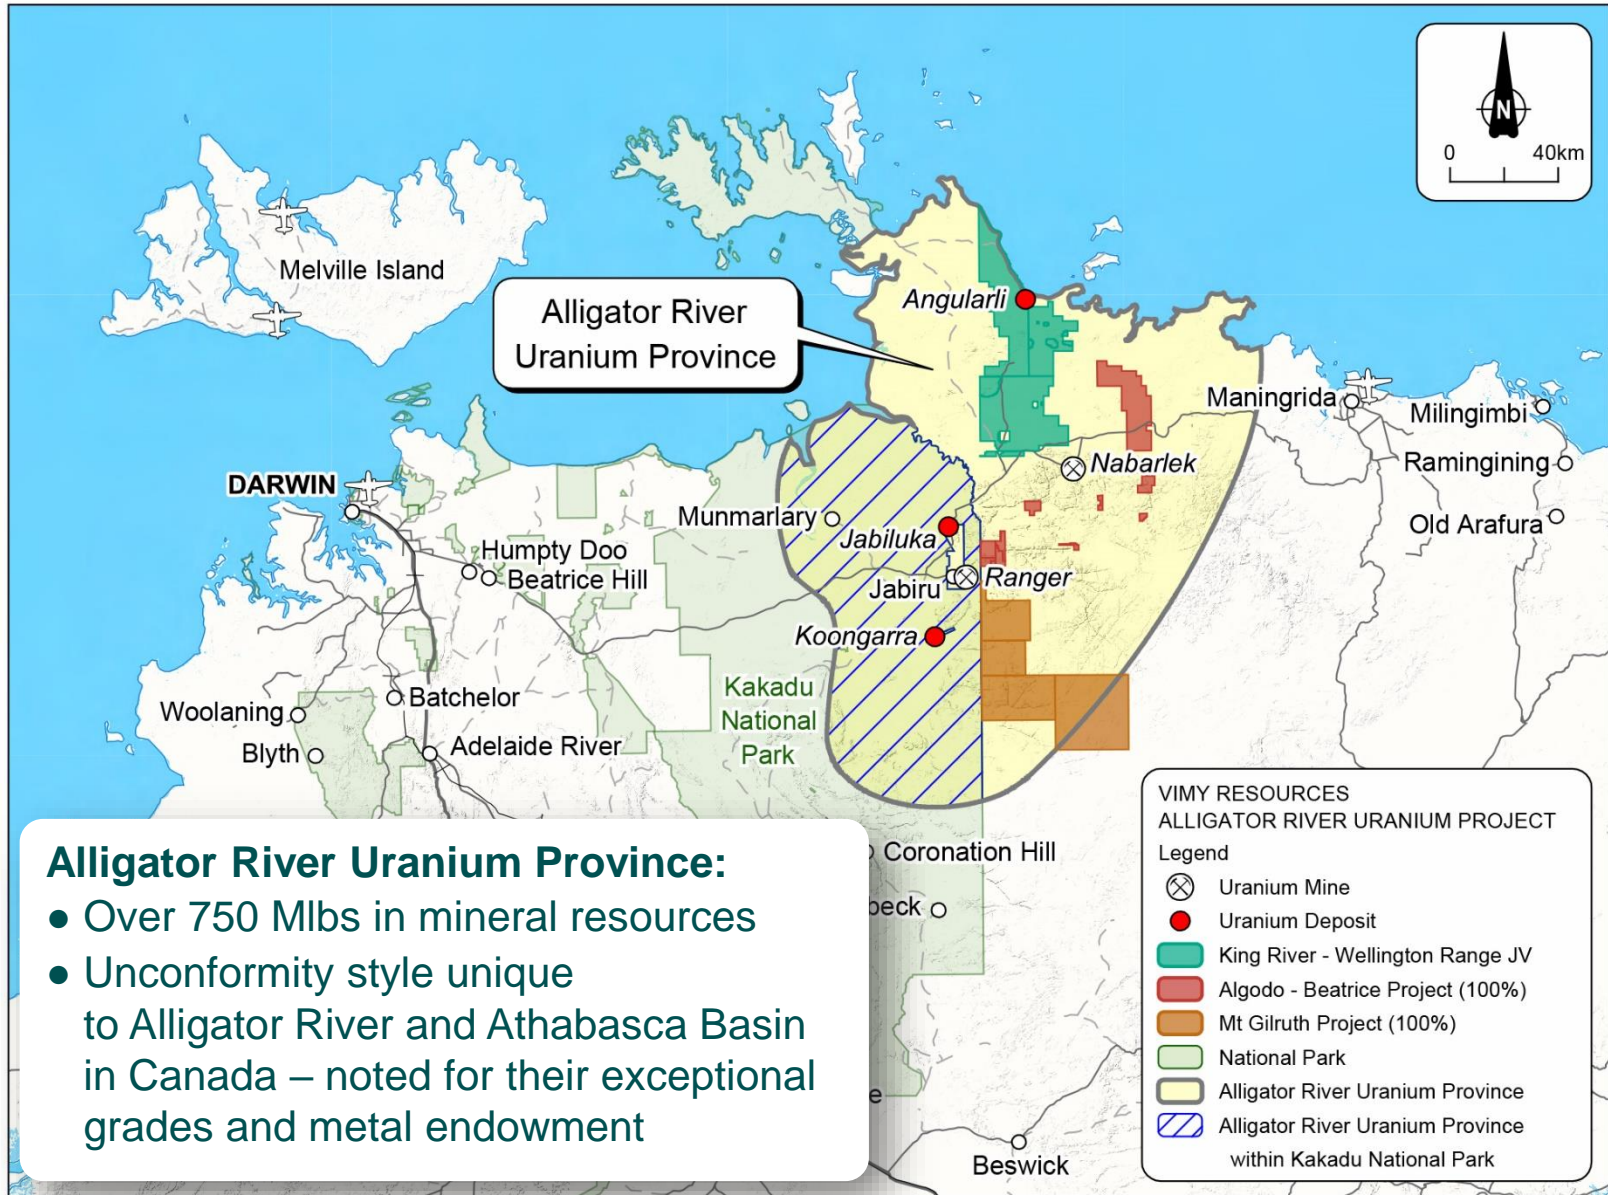 N
0 40km
Melville Island
Alligator River
Uranium Province
Angularli
Maningrida
Milingimbi
Nabarlek
Ramingining
DARWIN
Munmarlary
Jabiluka
Old Arafura
Humpty Doo
Beatrice Hill
Jabiru
Ranger
Koongarra
Kakadu
National
Park
Batchelor
Woolaning
Blyth
Adelaide River
Coronation Hill
Beswick
VIMY RESOURCES
ALLIGATOR RIVER URANIUM PROJECT
Legend
Uranium Mine
Uranium Deposit
King River - Wellington Range JV
Algodo - Beatrice Project (100%)
Mt Gilruth Project (100%)
National Park
Alligator River Uranium Province
Alligator River Uranium Province
within Kakadu National Park
Alligator River Uranium Province:
● Over 750 Mlbs in mineral resources
● Unconformity style unique
to Alligator River and Athabasca Basin
in Canada – noted for their exceptional
grades and metal endowment